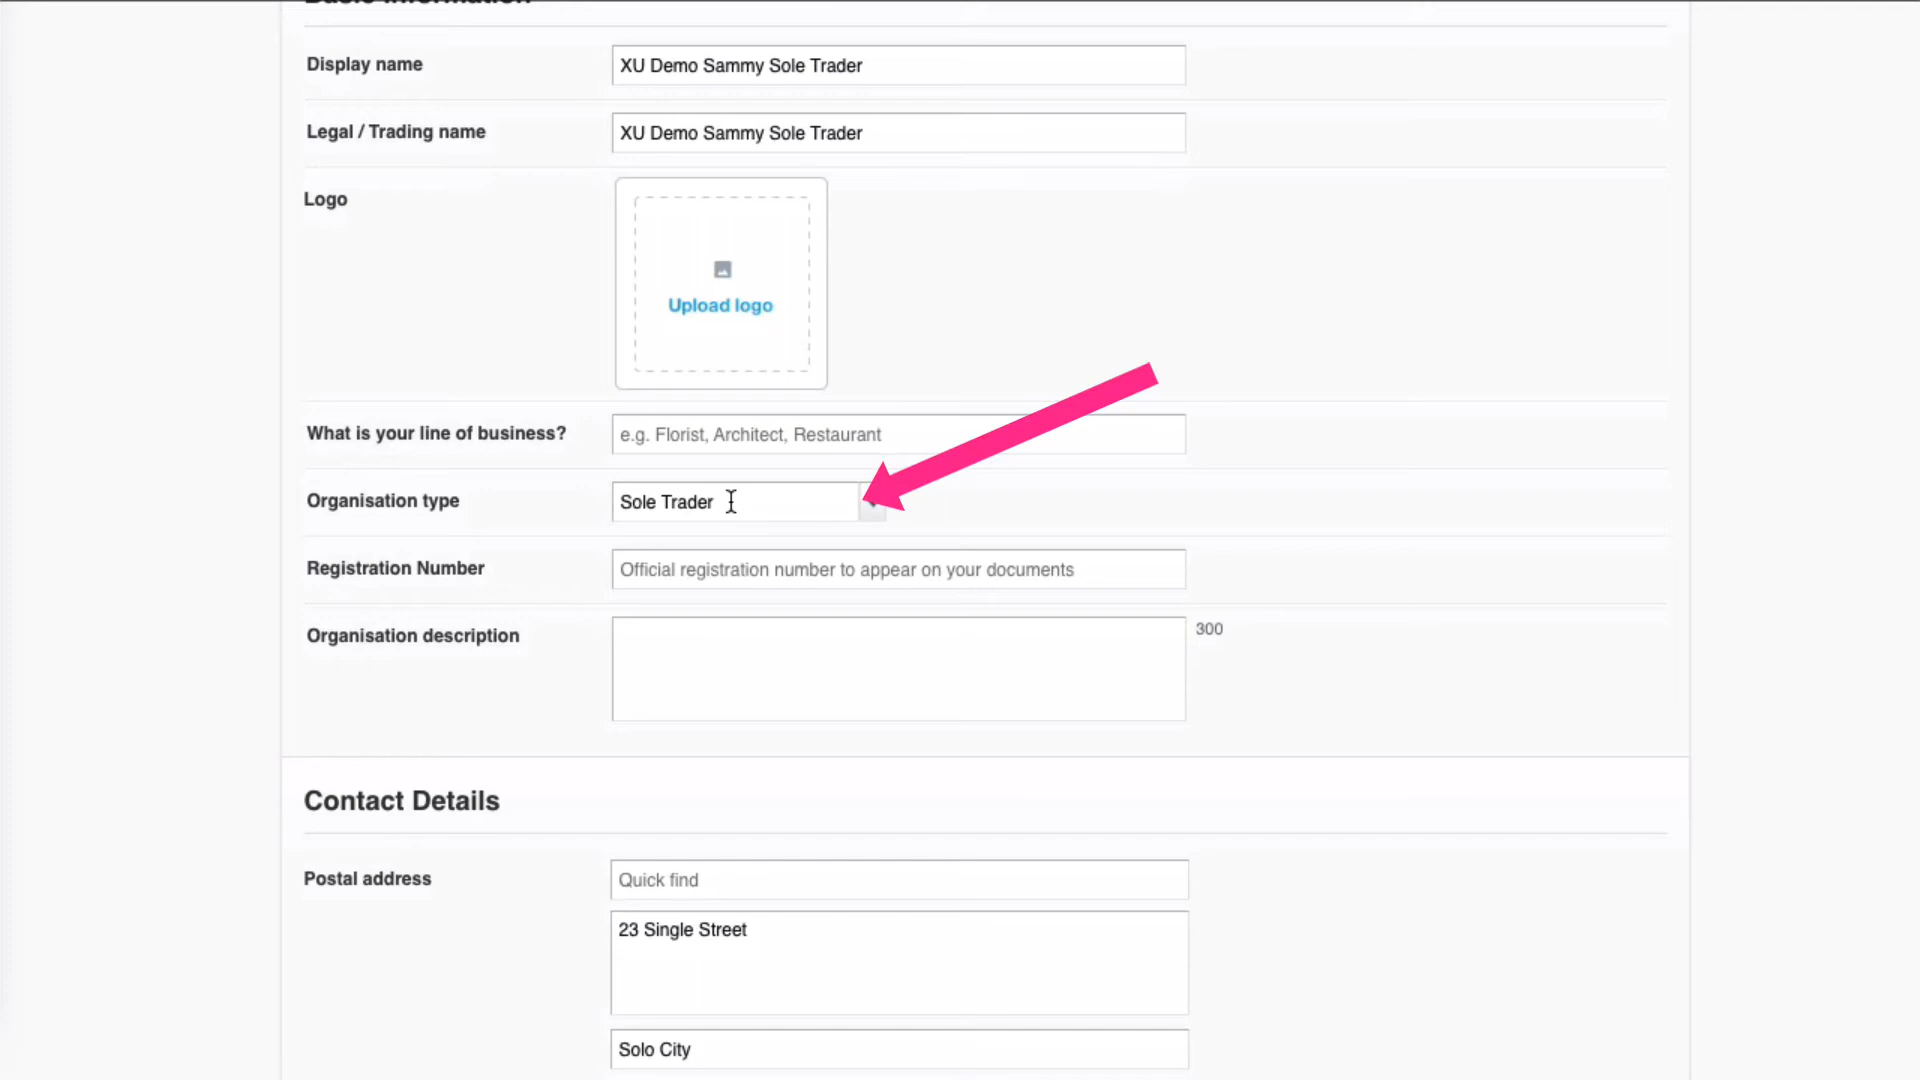 Basic Information
Display name
XU Demo Sammy Sole Trader
Legal / Trading name
XU Demo Sammy Sole Trader
Logo
Upload logo
What is your line of business?
e.g. Florist, Architect, Restaurant
Organisation type
Sole Trader
Registration Number
Official registration number to appear on your documents
Organisation description
300
Contact Details
Postal address
Quick find
23 Single Street
Solo City